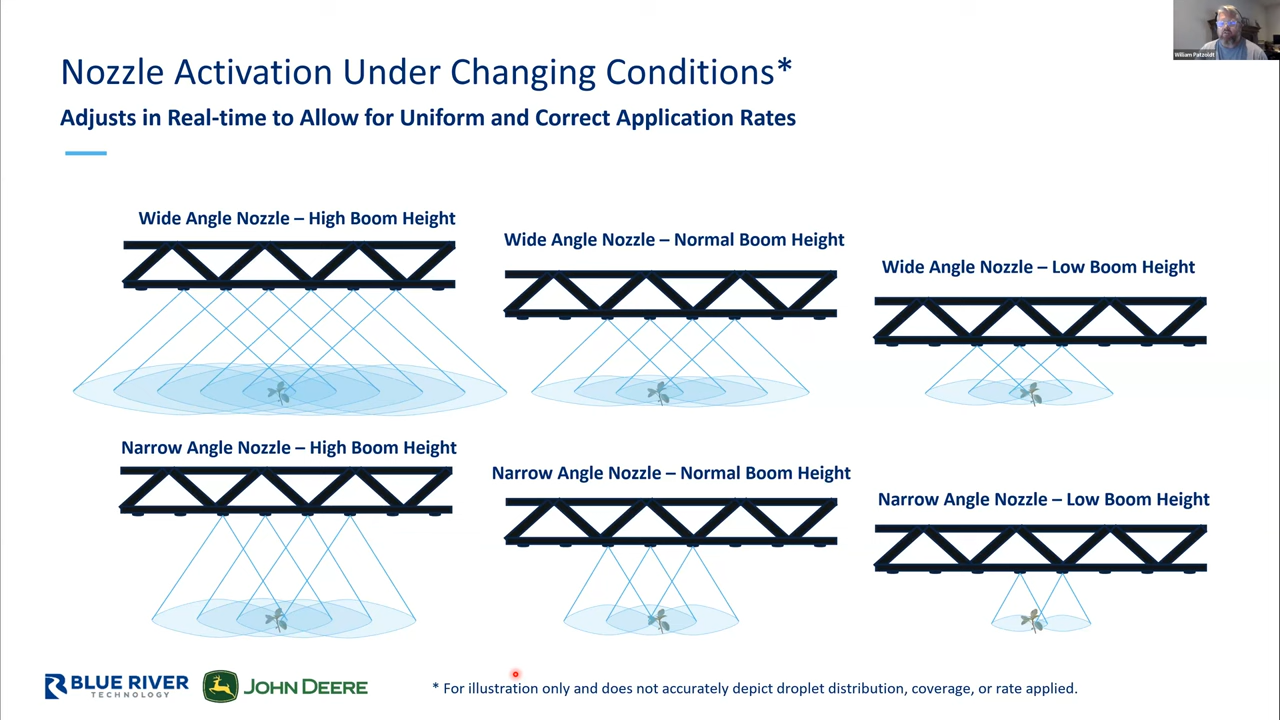 William Patzoldt
Nozzle Activation Under Changing Conditions*
Adjusts in Real-time to Allow for Uniform and Correct Application Rates
Wide Angle Nozzle – High Boom Height
Wide Angle Nozzle – Normal Boom Height
Wide Angle Nozzle – Low Boom Height
Narrow Angle Nozzle – High Boom Height
Narrow Angle Nozzle – Normal Boom Height
Narrow Angle Nozzle – Low Boom Height
BLUE RIVER
TECHNOLOGY
JOHN DEERE
* For illustration only and does not accurately depict droplet distribution, coverage, or rate applied.